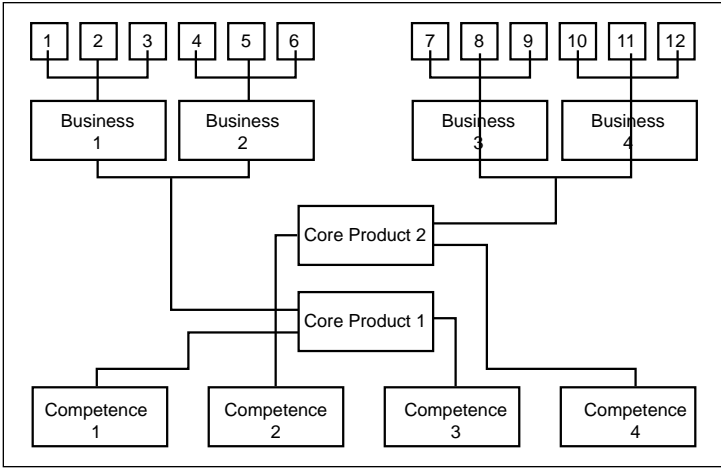 1 2 3 4 5 6 7 8 9 10 11 12
Business
1
Business
2
Business
3
Business
4
Core Product 2
Core Product 1
Competence
1
Competence
2
Competence
3
Competence
4